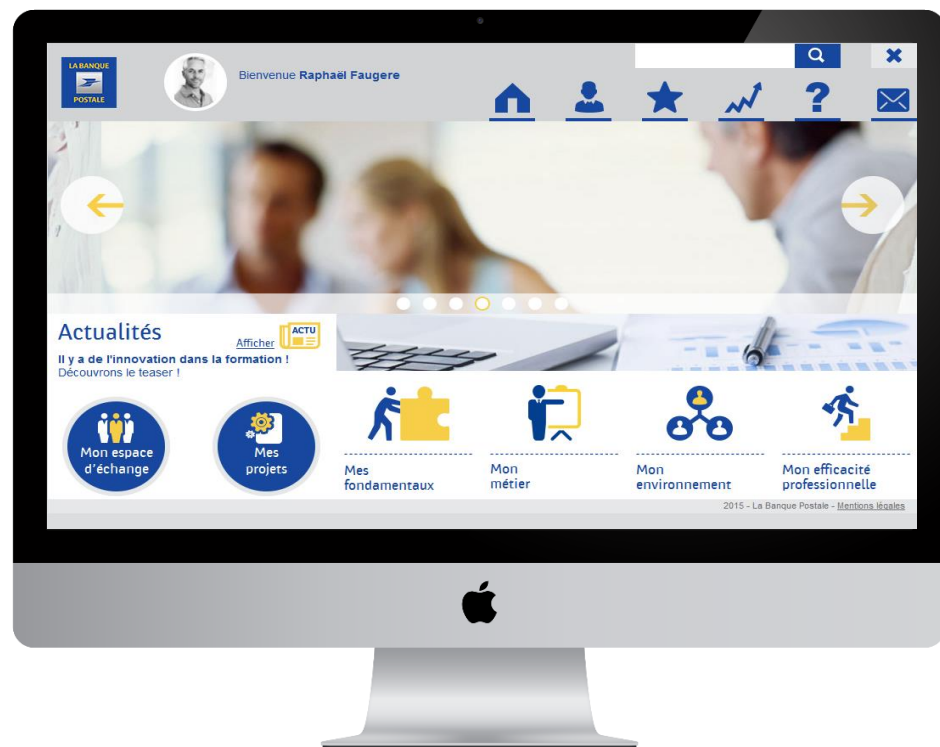 LA BANQUE
POSTALE
Bienvenue Raphaël Faugere
?
Actualités
Afficher
ACTU
Il y a de l'innovation dans la formation !
Découvrons le teaser !
Mon espace
d'échange
Mes
projets
Mes
fondamentaux
Mon
métier
Mon
environnement
Mon efficacité
professionnelle
2015 - La Banque Postale - Mentions légales